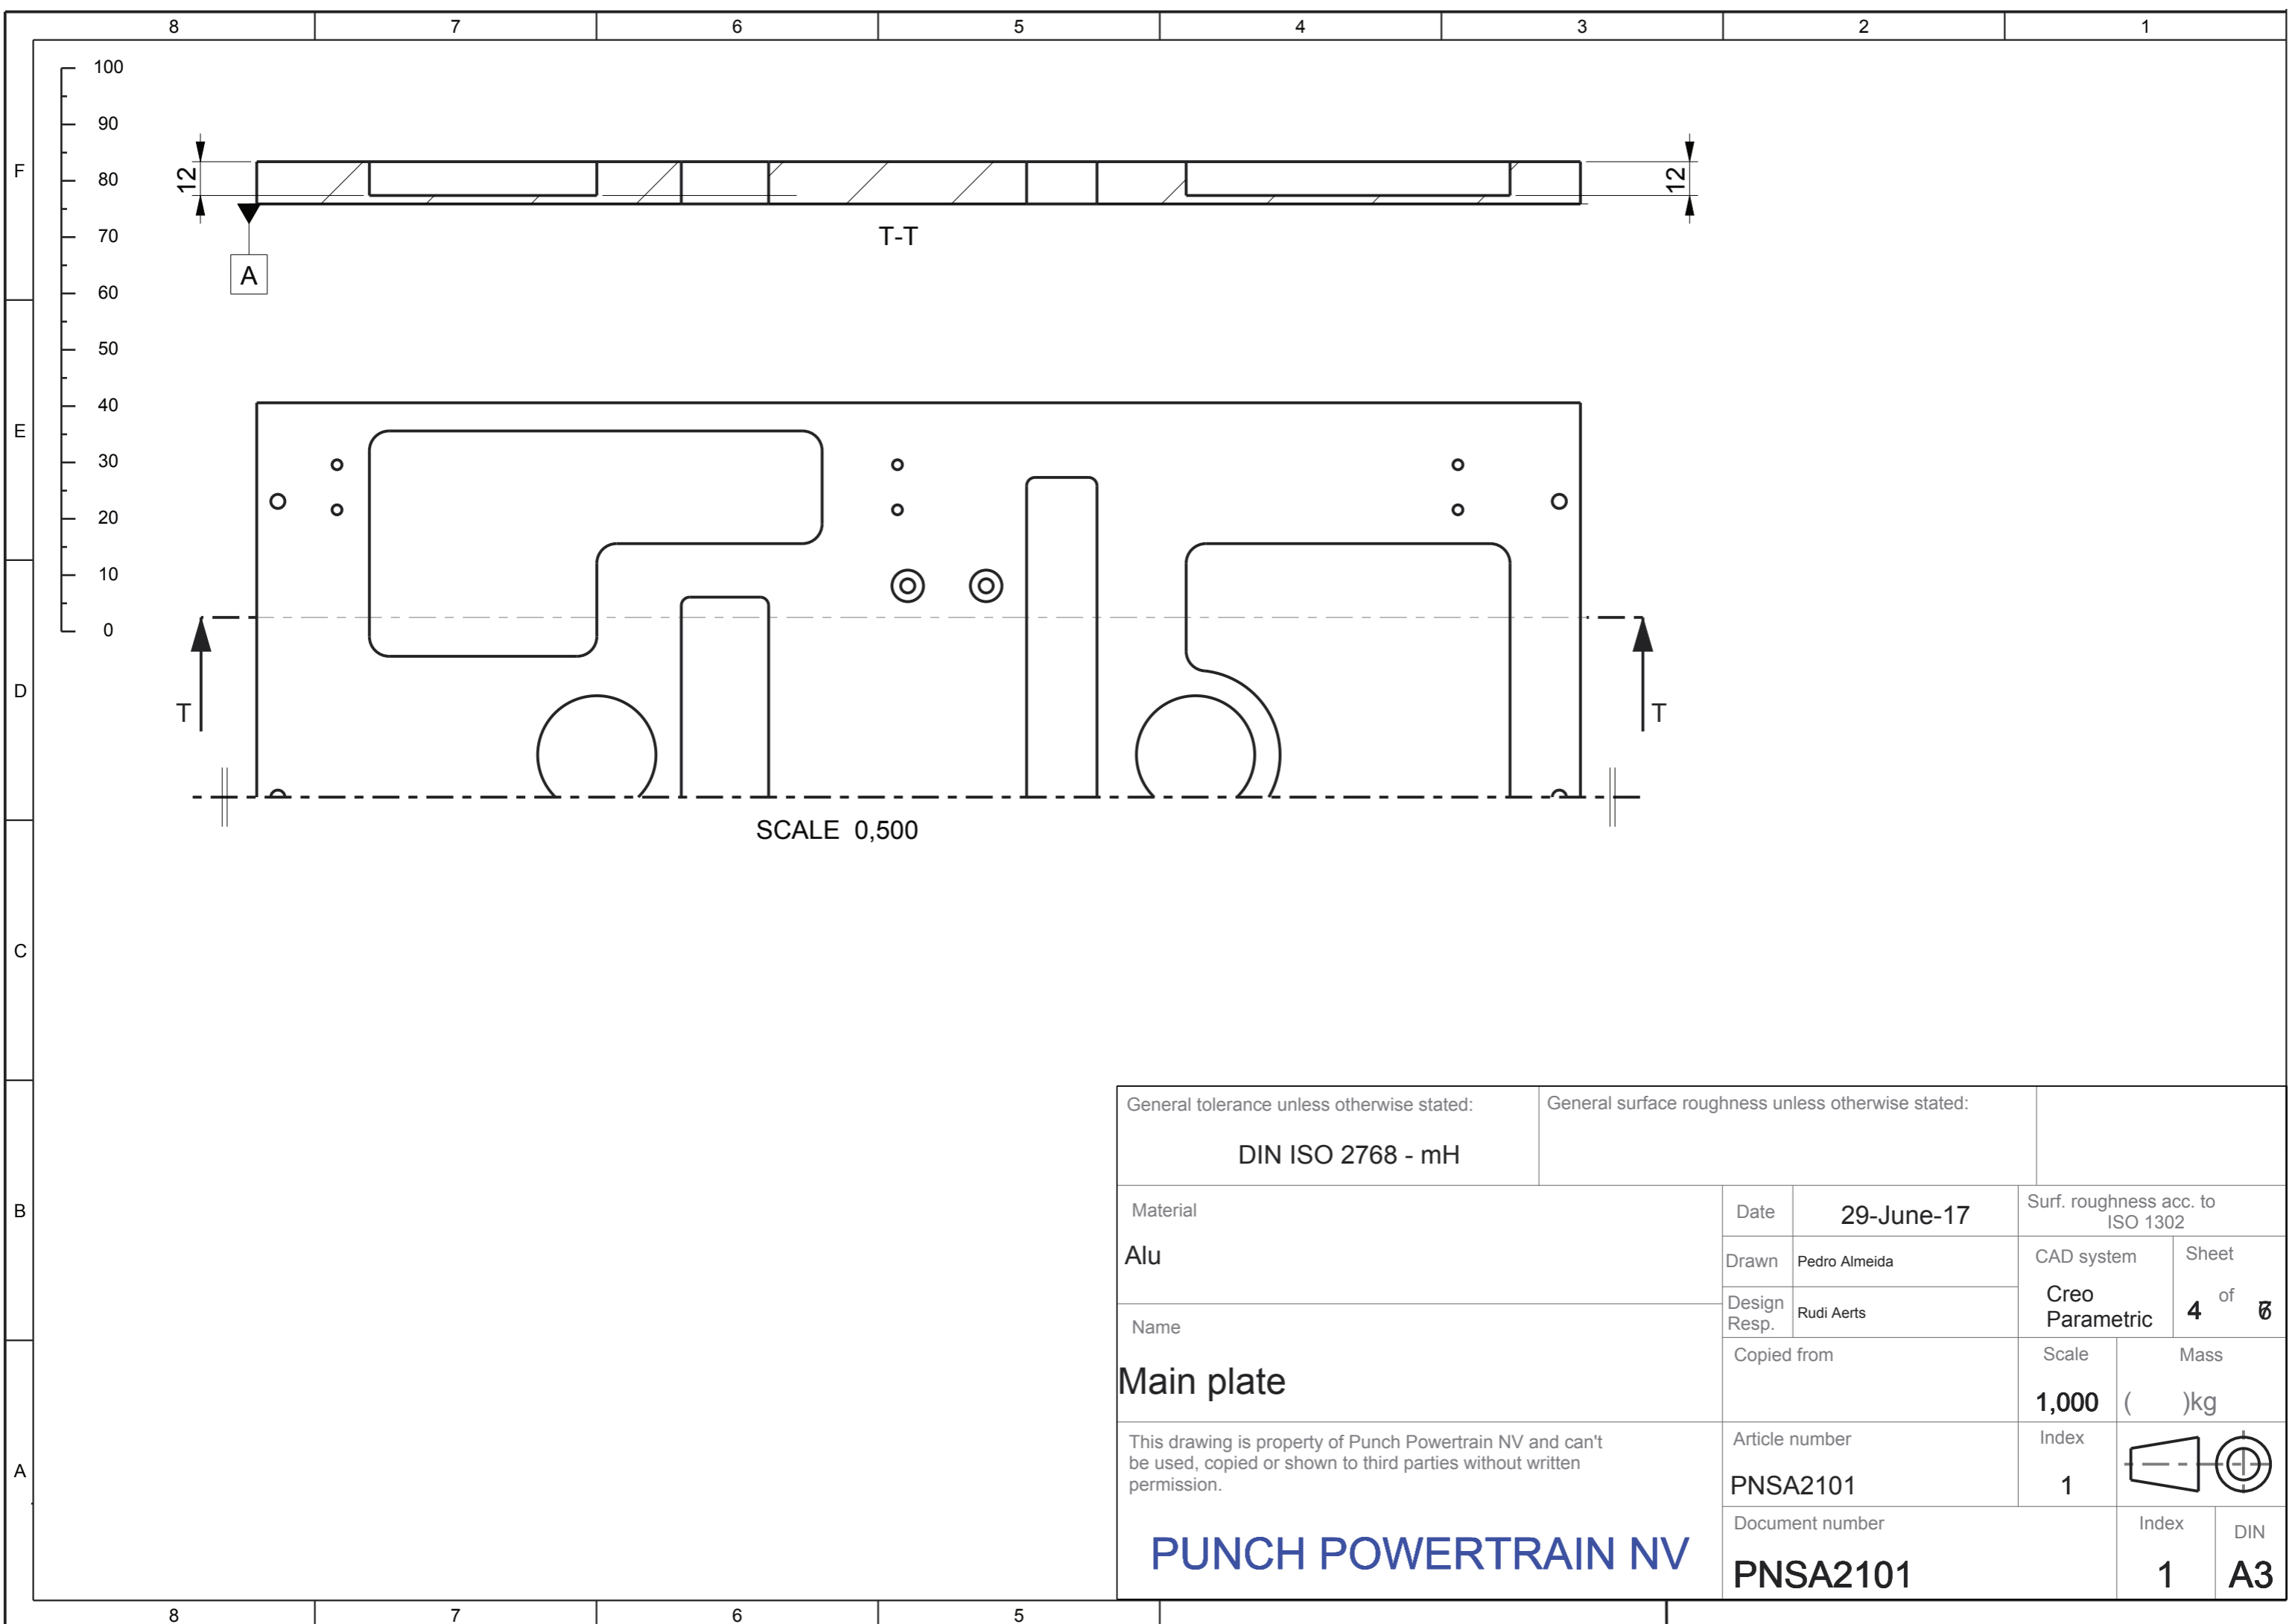 8 7 6 5 4 3 2 1
100
90
80
70
60
50
40
30
20
10
0
F
E
D
C
B
A
12
12
T-T
A
T
T
SCALE 0,500
General tolerance unless otherwise stated:
DIN ISO 2768 - mH
General surface roughness unless otherwise stated:
Material
Alu
Date
29-June-17
Surf. roughness acc. to
ISO 1302
Drawn
Pedro Almeida
CAD system
Creo
Parametric
Sheet
4 of
Design
Resp.
Rudi Aerts
Name
Main plate
Copied from
Scale
1,000
Mass
( )kg
This drawing is property of Punch Powertrain NV and can't
be used, copied or shown to third parties without written
permission.
Article number
PNSA2101
Index
1
PUNCH POWERTRAIN NV
Document number
PNSA2101
Index
1
DIN
A3
8 7 6 5